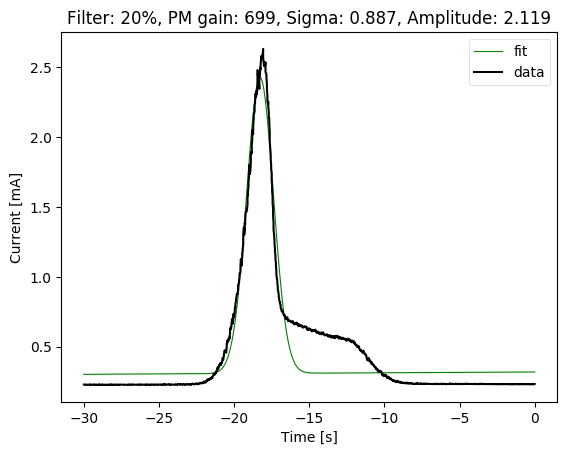 Filter: 20%, PM gain: 699, Sigma: 0.887, Amplitude: 2.119
fit
data
2.5
2.0
1.5
1.0
0.5
Current [mA]
−30
−25
−20
−15
−10
−5
0
Time [s]